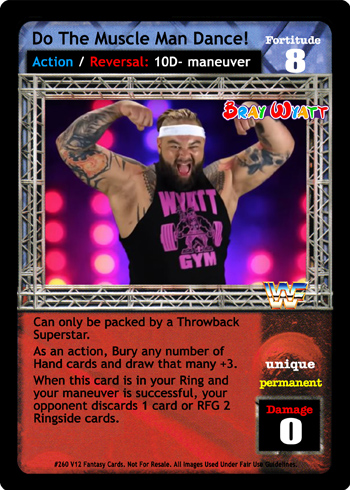 Do The Muscle Man Dance!
Fortitude
8
Action / Reversal: 10D- maneuver
Bray Wyatt
WYATT
GYM
WWF
Can only be packed by a Throwback
Superstar.
As an action, Bury any number of
Hand cards and draw that many +3.
When this card is in your Ring and
your maneuver is successful, your
opponent discards 1 card or RFG 2
Ringside cards.
unique
permanent
Damage
0
#260 V12 Fantasy Cards. Not For Resale. All Images Used Under Fair Use Guidelines.